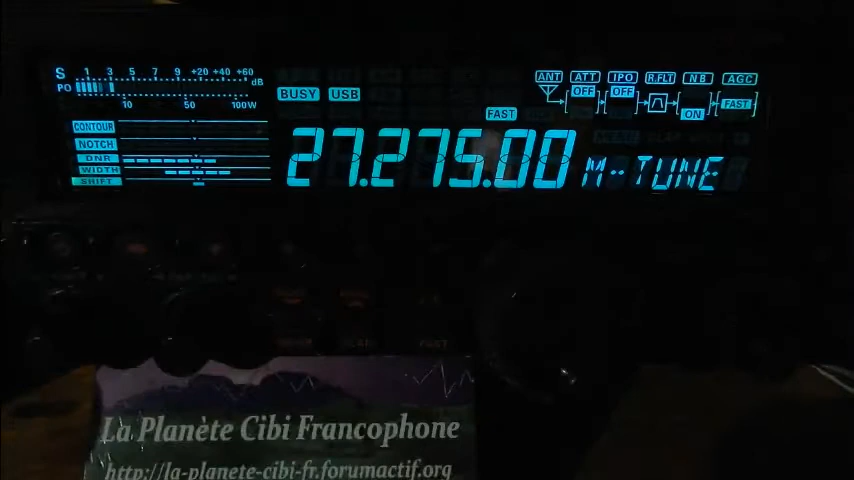 S 1 3 5 7 9 +20 +40 +60 dB
PO 10 50 100W
BUSY USB
ANT ATT IPO R.FLT NB AGC
OFF OFF
FAST
ON
FAST
CONTOUR
NOTCH
DNR
WIDTH
SHIFT
27.275.00 M-TUNE
La Planète Cibi Francophone
http://la-planete-cibi-fr.forumactif.org